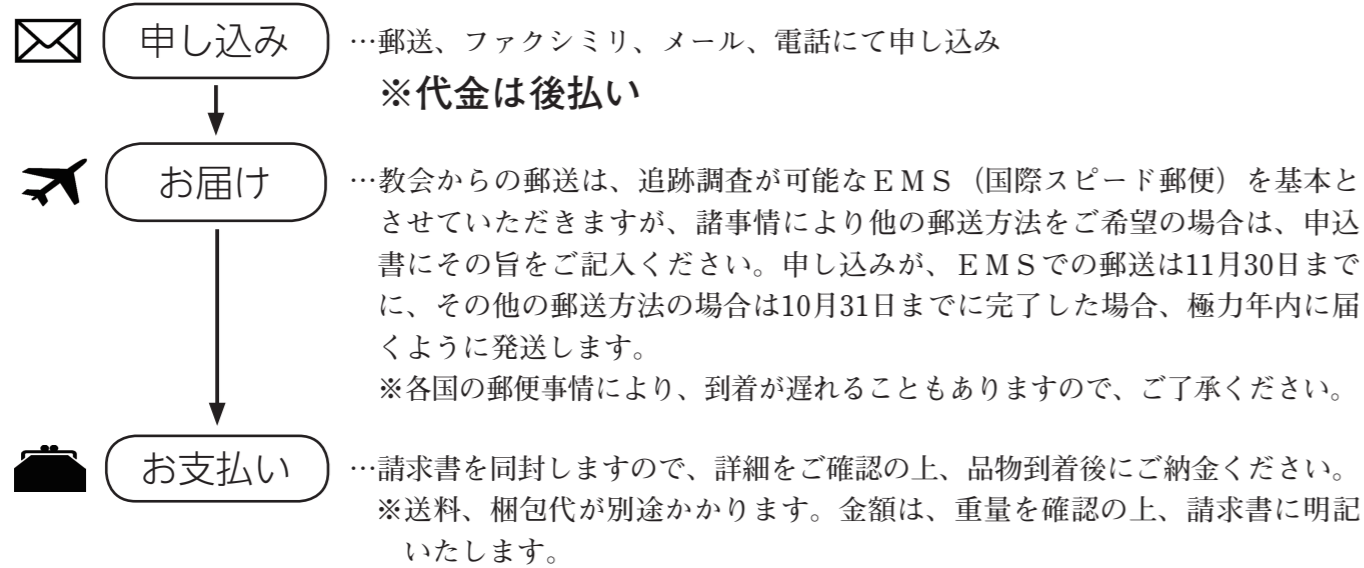 申し込み …郵送、ファクシミリ、メール、電話にて申し込み
※代金は後払い
お届け …教会からの郵送は、追跡調査が可能なＥＭＳ（国際スピード郵便）を基本と
させていただきますが、諸事情により他の郵送方法をご希望の場合は、申込
書にその旨をご記入ください。申し込みが、ＥＭＳでの郵送は11月30日まで
に、その他の郵送方法の場合は10月31日までに完了した場合、極力年内に届
くように発送します。
※各国の郵便事情により、到着が遅れることもありますので、ご了承ください。
お支払い …請求書を同封しますので、詳細をご確認の上、品物到着後にご納金ください。
※送料、梱包代が別途かかります。金額は、重量を確認の上、請求書に明記
いたします。